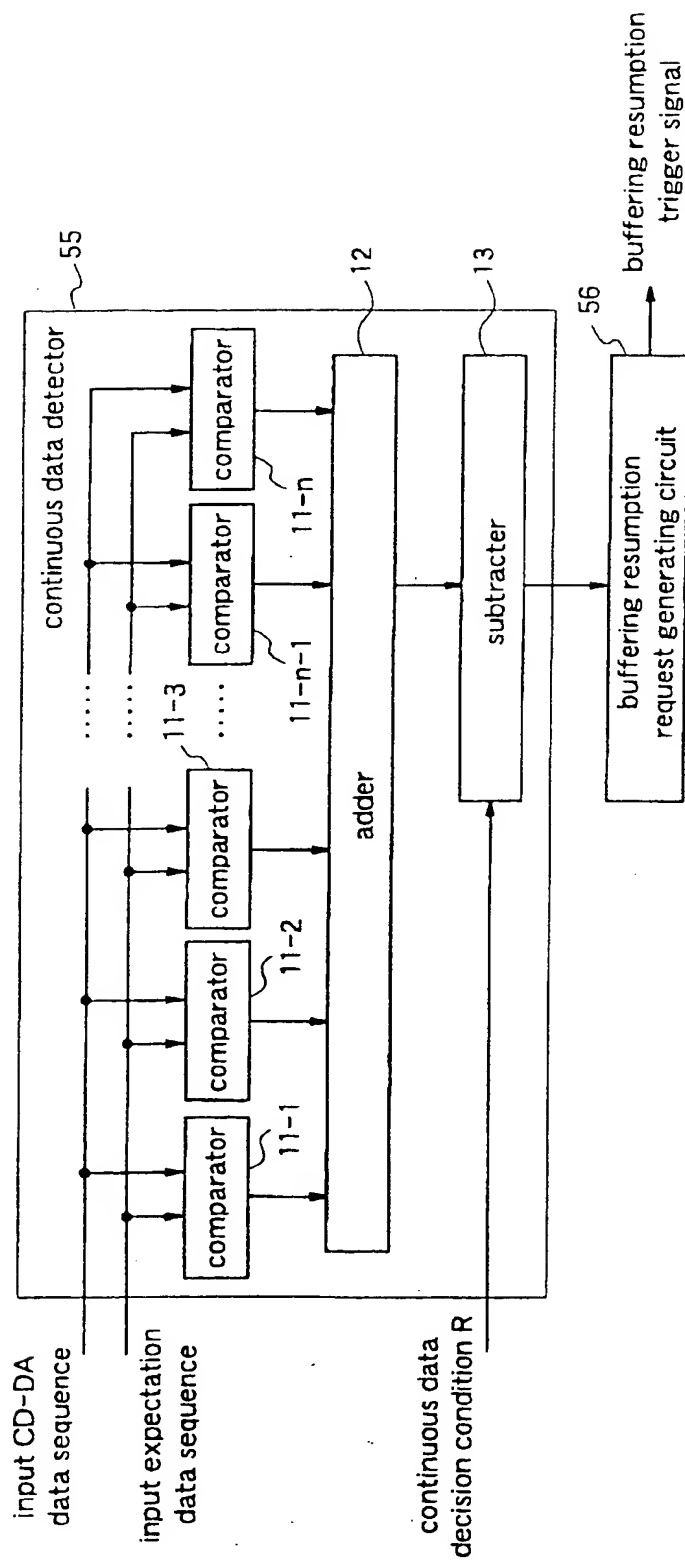 input CD-DA
data sequence
input expectation
data sequence
continuous data
decision condition R
continuous data detector
55
comparator
11-1
comparator
11-2
comparator
11-3
.....
.....
.....
comparator
11-n-1
comparator
11-n
adder
12
subtracter
13
buffering resumption
request generating circuit
56
buffering resumption
trigger signal